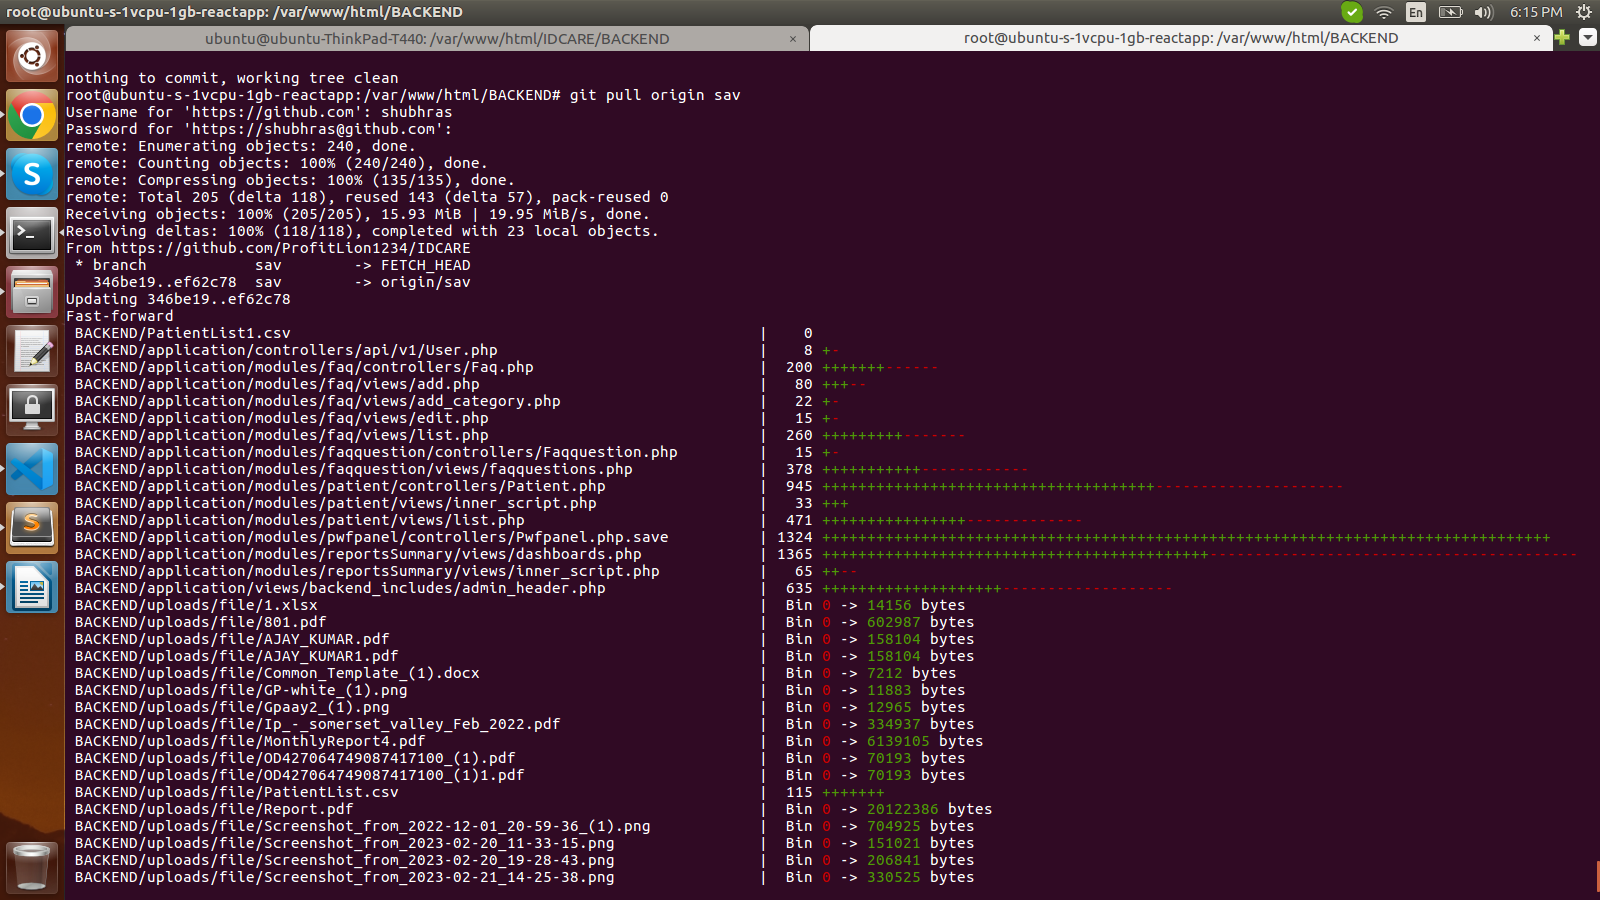 root@ubuntu-s-1vcpu-1gb-reactapp: /var/www/html/BACKEND
En
6:15 PM
ubuntu@ubuntu-ThinkPad-T440: /var/www/html/IDCARE/BACKEND ×
root@ubuntu-s-1vcpu-1gb-reactapp: /var/www/html/BACKEND ×
nothing to commit, working tree clean
root@ubuntu-s-1vcpu-1gb-reactapp:/var/www/html/BACKEND# git pull origin sav
Username for 'https://github.com': shubhras
Password for 'https://shubhras@github.com':
remote: Enumerating objects: 240, done.
remote: Counting objects: 100% (240/240), done.
remote: Compressing objects: 100% (135/135), done.
remote: Total 205 (delta 118), reused 143 (delta 57), pack-reused 0
Receiving objects: 100% (205/205), 15.93 MiB | 19.95 MiB/s, done.
Resolving deltas: 100% (118/118), completed with 23 local objects.
From https://github.com/ProfitLion1234/IDCARE
 * branch            sav        -> FETCH_HEAD
   346be19..ef62c78  sav        -> origin/sav
Updating 346be19..ef62c78
Fast-forward
 BACKEND/PatientList1.csv | 0
 BACKEND/application/controllers/api/v1/User.php | 8 +-
 BACKEND/application/modules/faq/controllers/Faq.php | 200 +++++++------
 BACKEND/application/modules/faq/views/add.php | 80 +++--
 BACKEND/application/modules/faq/views/add_category.php | 22 +-
 BACKEND/application/modules/faq/views/edit.php | 15 +-
 BACKEND/application/modules/faq/views/list.php | 260 +++++++++-------
 BACKEND/application/modules/faqquestion/controllers/Faqquestion.php | 15 +-
 BACKEND/application/modules/faqquestion/views/faqquestions.php | 378 +++++++++++------------
 BACKEND/application/modules/patient/controllers/Patient.php | 945 +++++++++++++++++++++++++++++++++++++---------------------
 BACKEND/application/modules/patient/views/inner_script.php | 33 +++
 BACKEND/application/modules/patient/views/list.php | 471 ++++++++++++++++-------------
 BACKEND/application/modules/pwfpanel/controllers/Pwfpanel.php.save | 1324 +++++++++++++++++++++++++++++++++++++++++++++++++++++++++++++++++++++++++++++++++
 BACKEND/application/modules/reportsSummary/views/dashboards.php | 1365 +++++++++++++++++++++++++++++++++++++++++++-----------------------------------------
 BACKEND/application/modules/reportsSummary/views/inner_script.php | 65 ++--
 BACKEND/application/views/backend_includes/admin_header.php | 635 ++++++++++++++++++++-------------------
 BACKEND/uploads/file/1.xlsx | Bin 0 -> 14156 bytes
 BACKEND/uploads/file/801.pdf | Bin 0 -> 602987 bytes
 BACKEND/uploads/file/AJAY_KUMAR.pdf | Bin 0 -> 158104 bytes
 BACKEND/uploads/file/AJAY_KUMAR1.pdf | Bin 0 -> 158104 bytes
 BACKEND/uploads/file/Common_Template_(1).docx | Bin 0 -> 7212 bytes
 BACKEND/uploads/file/GP-white_(1).png | Bin 0 -> 11883 bytes
 BACKEND/uploads/file/Gpaay2_(1).png | Bin 0 -> 12965 bytes
 BACKEND/uploads/file/Ip_-_somerset_valley_Feb_2022.pdf | Bin 0 -> 334937 bytes
 BACKEND/uploads/file/MonthlyReport4.pdf | Bin 0 -> 6139105 bytes
 BACKEND/uploads/file/OD427064749087417100_(1).pdf | Bin 0 -> 70193 bytes
 BACKEND/uploads/file/OD427064749087417100_(1)1.pdf | Bin 0 -> 70193 bytes
 BACKEND/uploads/file/PatientList.csv | 115 +++++++
 BACKEND/uploads/file/Report.pdf | Bin 0 -> 20122386 bytes
 BACKEND/uploads/file/Screenshot_from_2022-12-01_20-59-36_(1).png | Bin 0 -> 704925 bytes
 BACKEND/uploads/file/Screenshot_from_2023-02-20_11-33-15.png | Bin 0 -> 151021 bytes
 BACKEND/uploads/file/Screenshot_from_2023-02-20_19-28-43.png | Bin 0 -> 206841 bytes
 BACKEND/uploads/file/Screenshot_from_2023-02-21_14-25-38.png | Bin 0 -> 330525 bytes